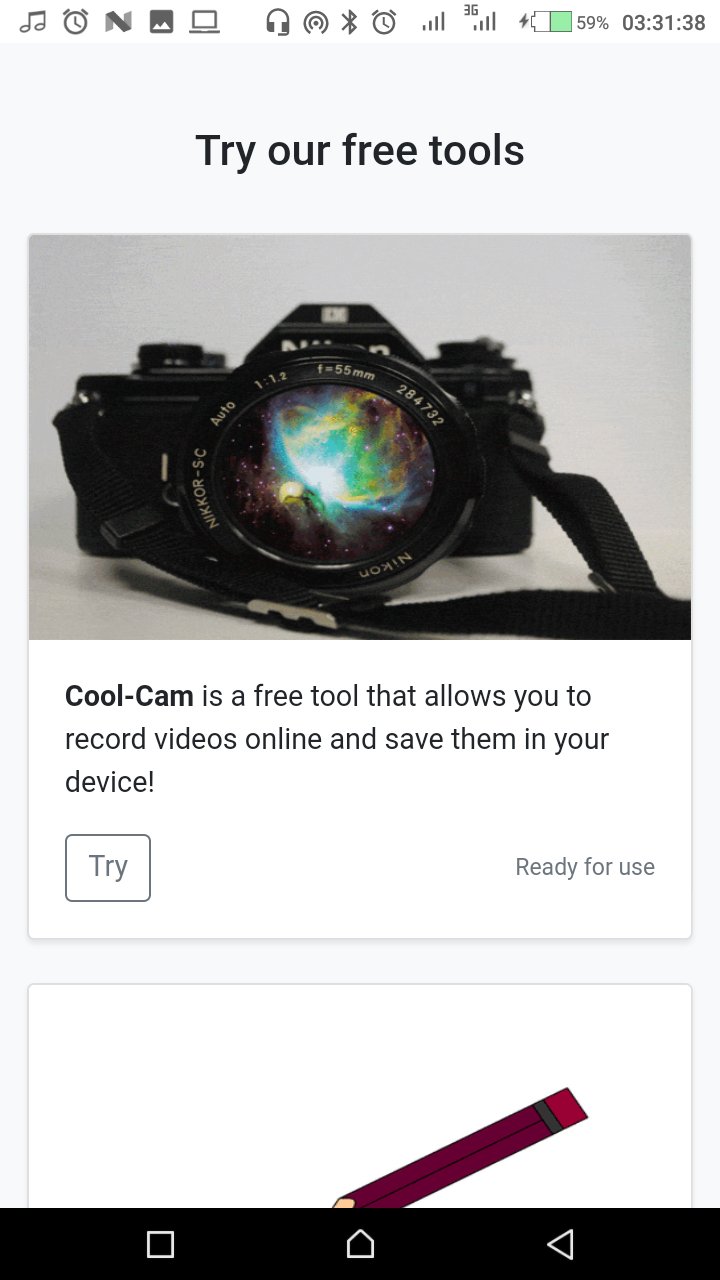 3G
59% 03:31:38
Try our free tools
Nikon
Auto 1:1.2 f=55mm 284732
NIKKOR-S·C
Nikon
Cool-Cam is a free tool that allows you to
record videos online and save them in your
device!
Try
Ready for use